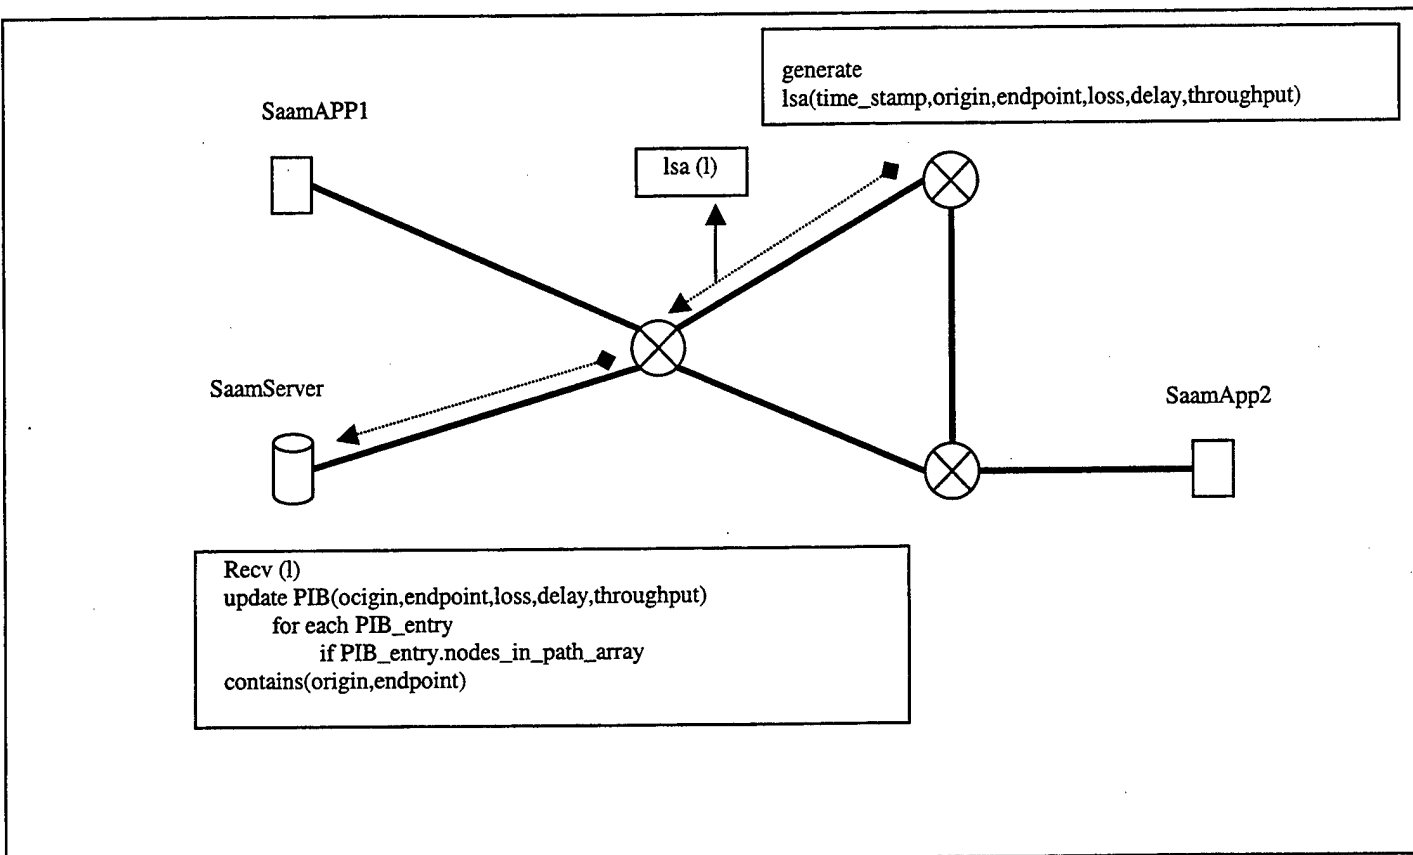 generate
lsa(time_stamp,origin,endpoint,loss,delay,throughput)
SaamAPP1
lsa (l)
SaamServer
SaamApp2
Recv (l)
update PIB(ocigin,endpoint,loss,delay,throughput)
for each PIB_entry
if PIB_entry.nodes_in_path_array
contains(origin,endpoint)